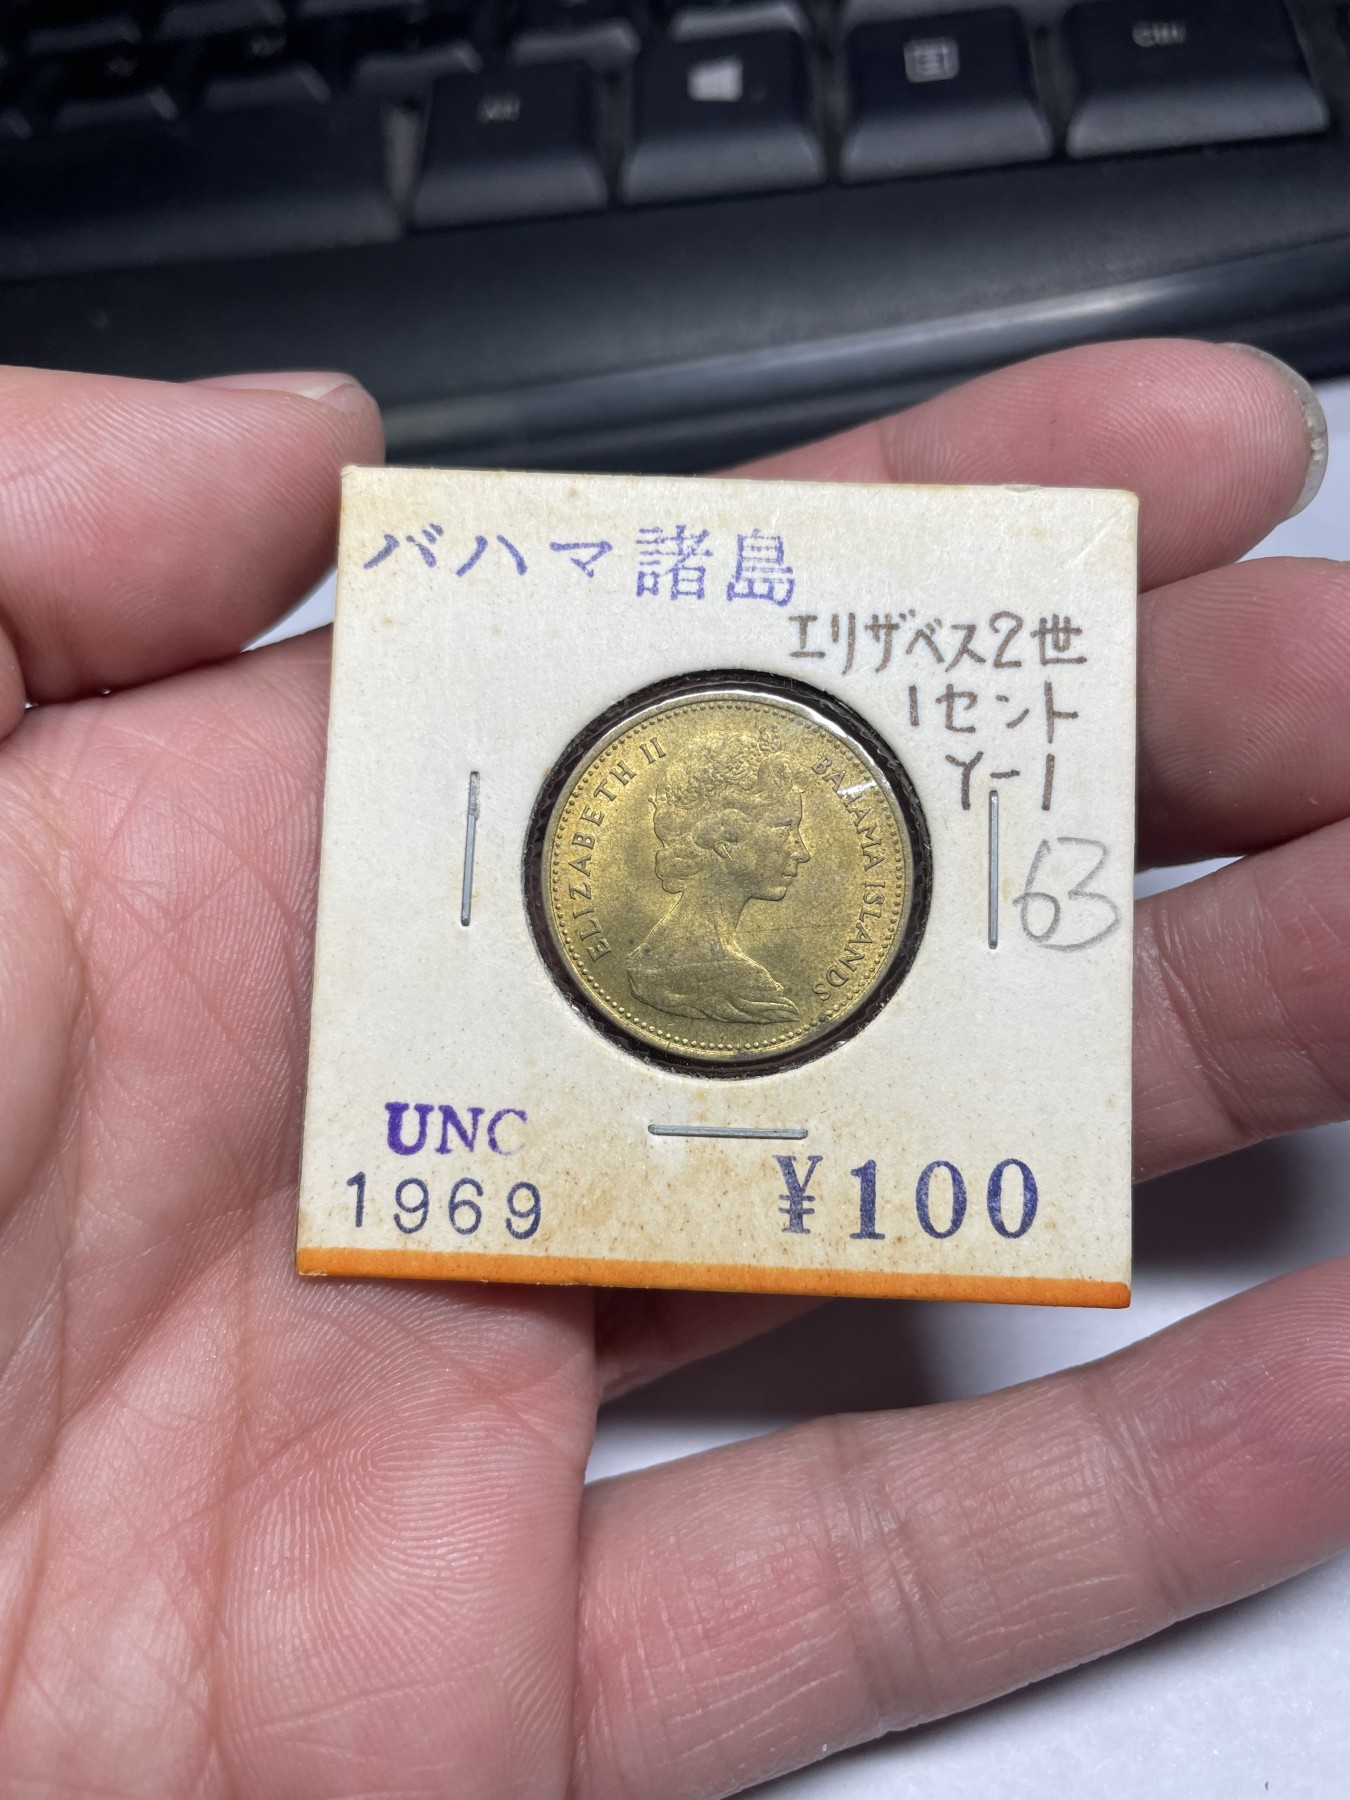 Ctrl
バハマ諸島
エリザベス2世
1セント
Y-1
63
ELIZABETH II
BAHAMA ISLANDS
UNC
1969
¥100